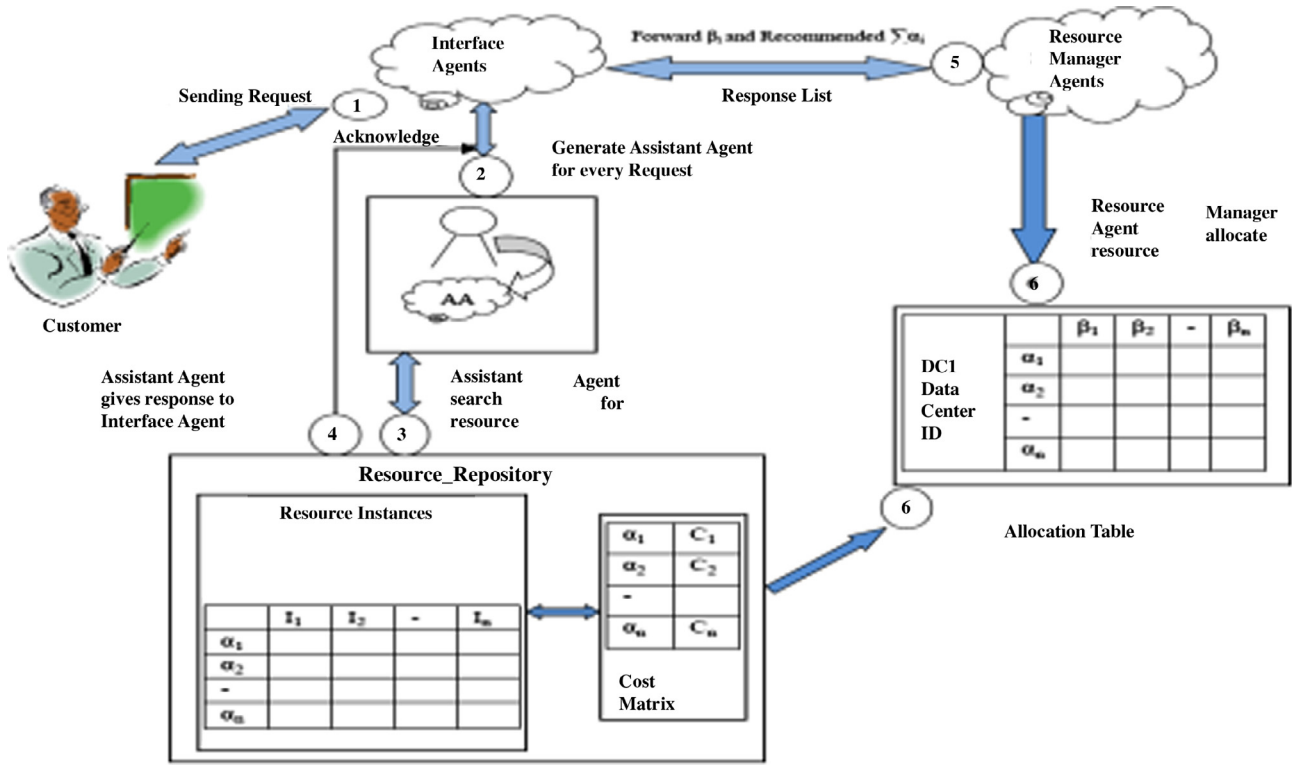 Interface
Agents
Forward β₁ and Recommended ∑αᵢ
Resource
Manager
Agents
5
Response List
Sending Request
1
Acknowledge
Generate Assistant Agent
for every Request
2
Resource Manager
Agent allocate
resource
6
AA
Customer
β₁ β₂ - βₙ
α₁
α₂
-
αₙ
DC1
Data
Center
ID
Assistant Agent
gives response to
Interface Agent
Assistant Agent
search for
resource
4
3
Resource_Repository
6
Allocation Table
Resource Instances
α₁ C₁
α₂ C₂
-
αₙ Cₙ
I₁ I₂ - Iₙ
α₁
α₂
-
αₙ
Cost
Matrix